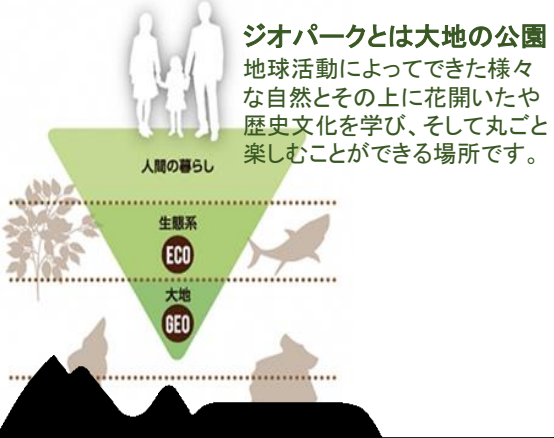 ジオパークとは大地の公園
地球活動によってできた様々
な自然とその上に花開いたや
歴史文化を学び、そして丸ごと
楽しむことができる場所です。
人間の暮らし
生態系
ECO
大地
GEO